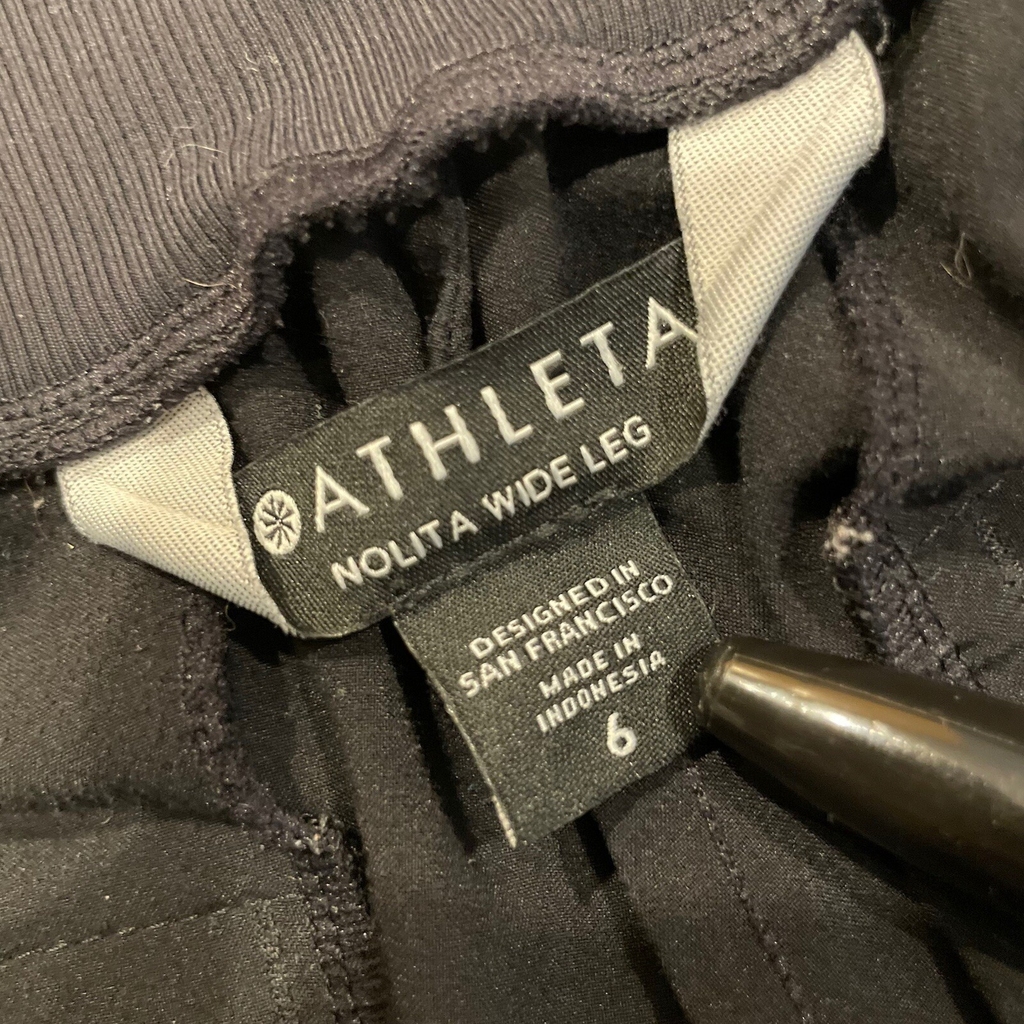 ATHLETA
NOLITA WIDE LEG
DESIGNED IN
SAN FRANCISCO
MADE IN
INDONESIA
6